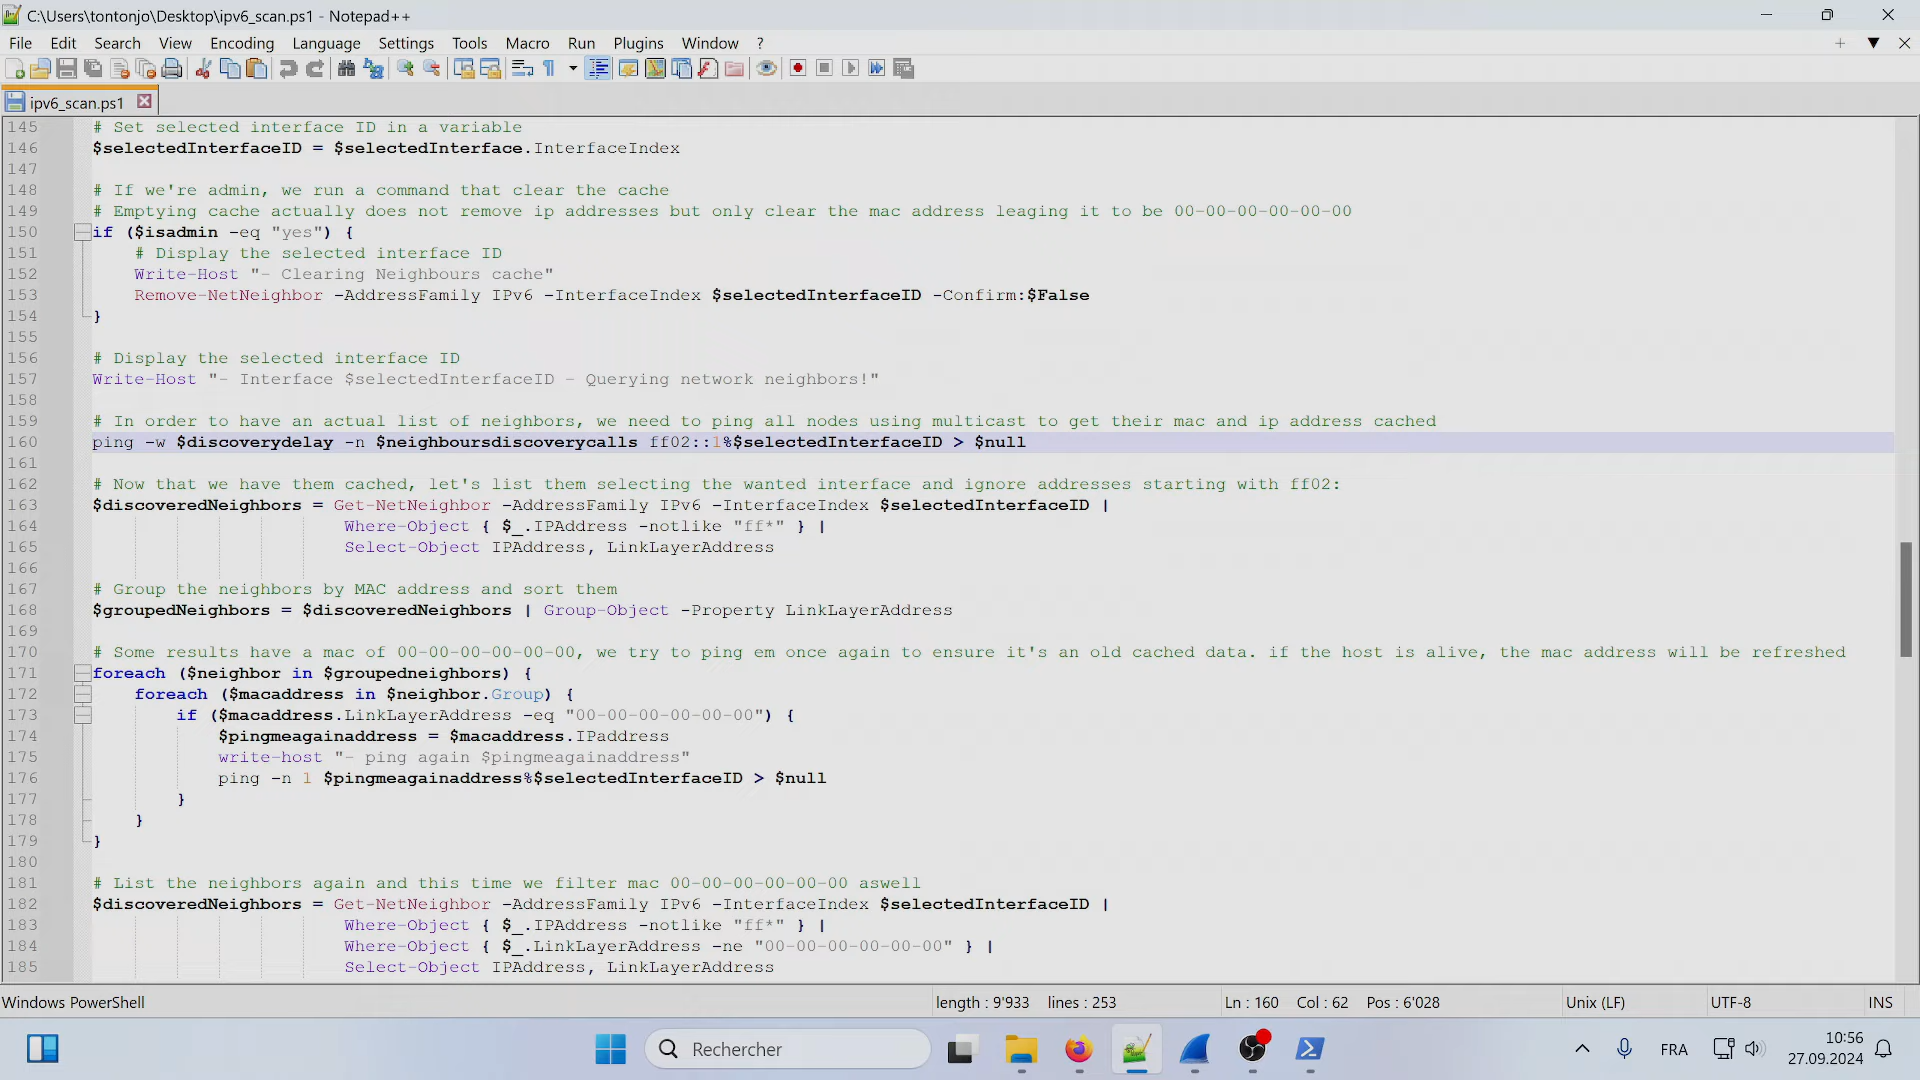 C:\Users\tontonjo\Desktop\ipv6_scan.ps1 - Notepad++
File Edit Search View Encoding Language Settings Tools Macro Run Plugins Window ?
ipv6_scan.ps1
145 # Set selected interface ID in a variable
146 $selectedInterfaceID = $selectedInterface.InterfaceIndex
147
148 # If we're admin, we run a command that clear the cache
149 # Emptying cache actually does not remove ip addresses but only clear the mac address leaging it to be 00-00-00-00-00-00
150 if ($isadmin -eq "yes") {
151 # Display the selected interface ID
152 Write-Host "- Clearing Neighbours cache"
153 Remove-NetNeighbor -AddressFamily IPv6 -InterfaceIndex $selectedInterfaceID -Confirm:$False
154 }
155
156 # Display the selected interface ID
157 Write-Host "- Interface $selectedInterfaceID - Querying network neighbors!"
158
159 # In order to have an actual list of neighbors, we need to ping all nodes using multicast to get their mac and ip address cached
160 ping -w $discoverydelay -n $neighboursdiscoverycalls ff02::1%$selectedInterfaceID > $null
161
162 # Now that we have them cached, let's list them selecting the wanted interface and ignore addresses starting with ff02:
163 $discoveredNeighbors = Get-NetNeighbor -AddressFamily IPv6 -InterfaceIndex $selectedInterfaceID |
164 Where-Object { $_.IPAddress -notlike "ff*" } |
165 Select-Object IPAddress, LinkLayerAddress
166
167 # Group the neighbors by MAC address and sort them
168 $groupedNeighbors = $discoveredNeighbors | Group-Object -Property LinkLayerAddress
169
170 # Some results have a mac of 00-00-00-00-00-00, we try to ping em once again to ensure it's an old cached data. if the host is alive, the mac address will be refreshed
171 foreach ($neighbor in $groupedneighbors) {
172 foreach ($macaddress in $neighbor.Group) {
173 if ($macaddress.LinkLayerAddress -eq "00-00-00-00-00-00") {
174 $pingmeagainaddress = $macaddress.IPaddress
175 write-host "- ping again $pingmeagainaddress"
176 ping -n 1 $pingmeagainaddress%$selectedInterfaceID > $null
177 }
178 }
179 }
180
181 # List the neighbors again and this time we filter mac 00-00-00-00-00-00 aswell
182 $discoveredNeighbors = Get-NetNeighbor -AddressFamily IPv6 -InterfaceIndex $selectedInterfaceID |
183 Where-Object { $_.IPAddress -notlike "ff*" } |
184 Where-Object { $_.LinkLayerAddress -ne "00-00-00-00-00-00" } |
185 Select-Object IPAddress, LinkLayerAddress
Windows PowerShell length : 9'933 lines : 253 Ln : 160 Col : 62 Pos : 6'028 Unix (LF) UTF-8 INS
Rechercher
FRA
10:56
27.09.2024